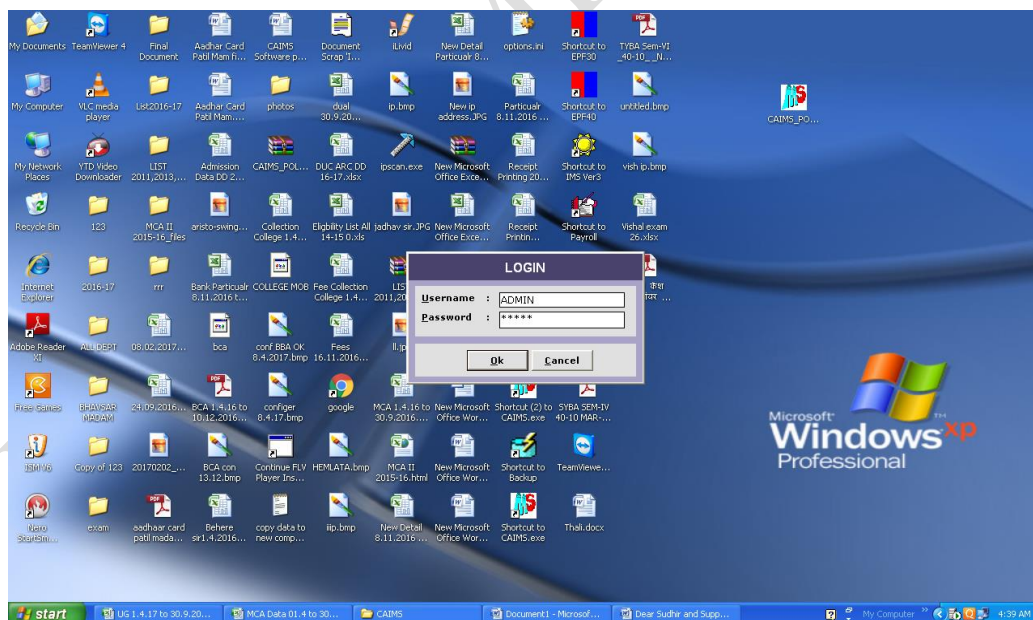 My Documents TeamViewer 4 Final Document Aadhar Card Patil Mam fi... CAIMS Software p... Document Scrap 'I... iLivid New Detail Particualr 8... options.ini Shortcut to EPF30 TYBA Sem-VI _40-10__N...
My Computer VLC media player List2016-17 Aadhar Card Patil Mam.... photos dual 30.9.20... ip.bmp New ip address.JPG Particualr 8.11.2016 ... Shortcut to EPF40 untitled.bmp CAIMS_PO...
My Network Places YTD Video Downloader LIST 2011,2013,... Admission Data DD 2... CAIMS_POL... DUC ARC DD 16-17.xlsx ipscan.exe New Microsoft Office Exce... Receipt Printing 20... Shortcut to IMS Ver3 vish ip.bmp
Recycle Bin 123 MCA II 2015-16_files aristo-swing... Collection College 1.4... Eligbility List All 14-15 0.xls jadhav sir.JPG New Microsoft Office Exce... Receipt Printin... Shortcut to Payroll Vishal exam 26.xlsx
Internet Explorer 2016-17 rrr Bank Particualr 8.11.2016 t... COLLEGE MOB Fee Collection College 1.4... 2011,20
LOGIN
Username : ADMIN
Password : *****
Ok Cancel
Adobe Reader XI ALL DEPT 08.02.2017... bca conf BBA OK 8.4.2017.bmp Fees 16.11.2016...
Free Games BHAVSAR MADAM 24.09.2016... BCA 1.4.16 to 10.12.2016... configer 8.4.17.bmp google MCA 1.4.16 to 30.9.2016.... New Microsoft Office Wor... Shortcut (2) to CAIMS.exe SYBA SEM-IV 40-10 MAR-...
Microsoft
Windows xp
Professional
ISM V6 Copy of 123 20170202_... BCA con 13.12.bmp Continue FLV Player Ins... HEMLATA.bmp MCA II 2015-16.html New Microsoft Office Wor... Shortcut to Backup TeamViewe...
Nero StartSm... exam aadhaar card patil mada... Behere sir1.4.2016... copy data to new comp... iiip.bmp New Detail 8.11.2016 ... New Microsoft Office Wor... Shortcut to CAIMS.exe Thali.docx
start UG 1.4.17 to 30.9.20... MCA Data 01.4 to 30... CAIMS Document1 - Microsof... Dear Sudhir and Supp... My Computer » 4:39 AM